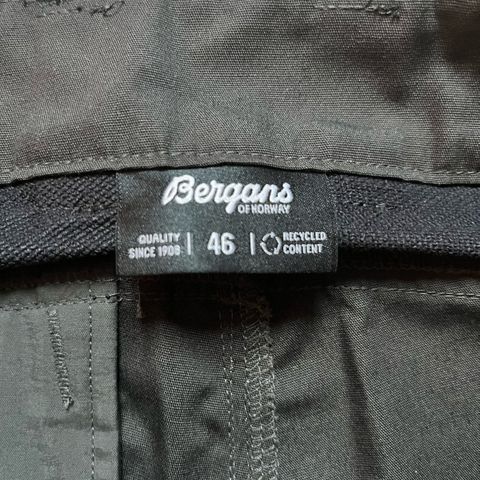 Bergans
OF NORWAY
QUALITY
SINCE 1908 | 46 | RECYCLED
CONTENT